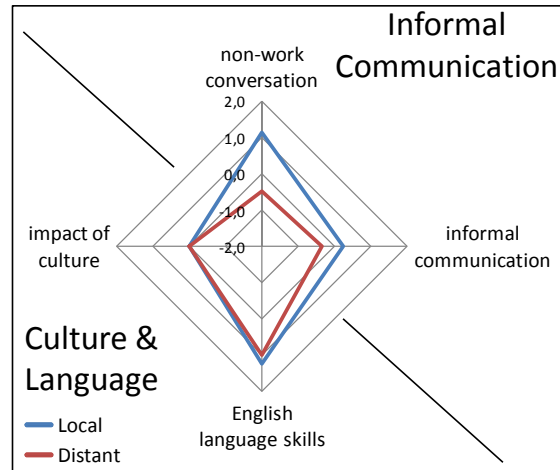 Informal
Communication
non-work
conversation
2,0
1,0
0,0
-1,0
-2,0
impact of
culture
informal
communication
Culture &
Language
English
language skills
Local
Distant